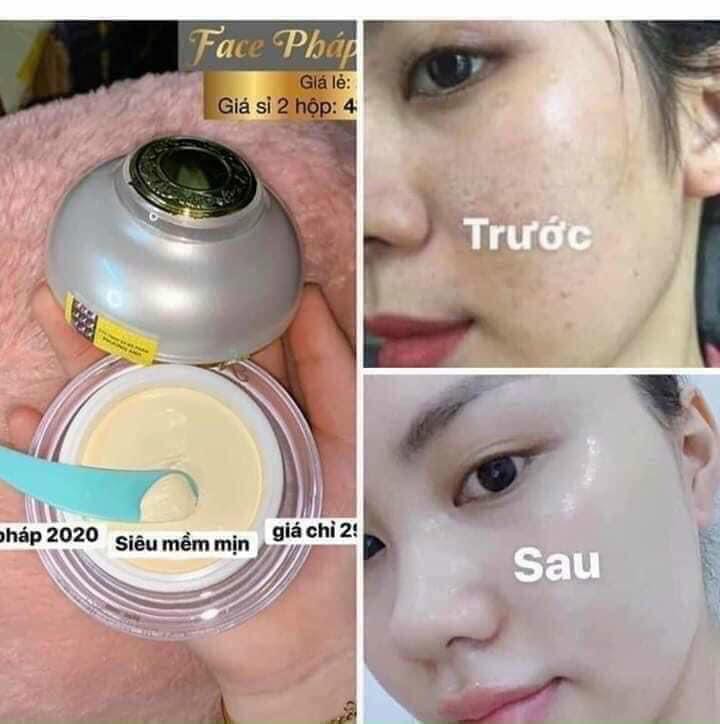 Face Pháp
Giá lẻ:
Giá sỉ 2 hộp:
Trước
pháp 2020
Siêu mềm mịn
giá chỉ
Sau